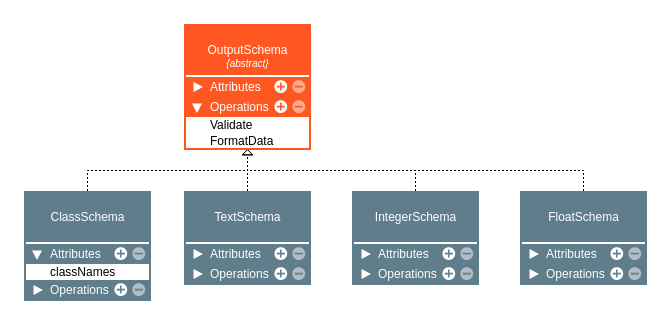 OutputSchema
{abstract}
Attributes
Operations
Validate
FormatData
ClassSchema
Attributes
classNames
Operations
TextSchema
Attributes
Operations
IntegerSchema
Attributes
Operations
FloatSchema
Attributes
Operations